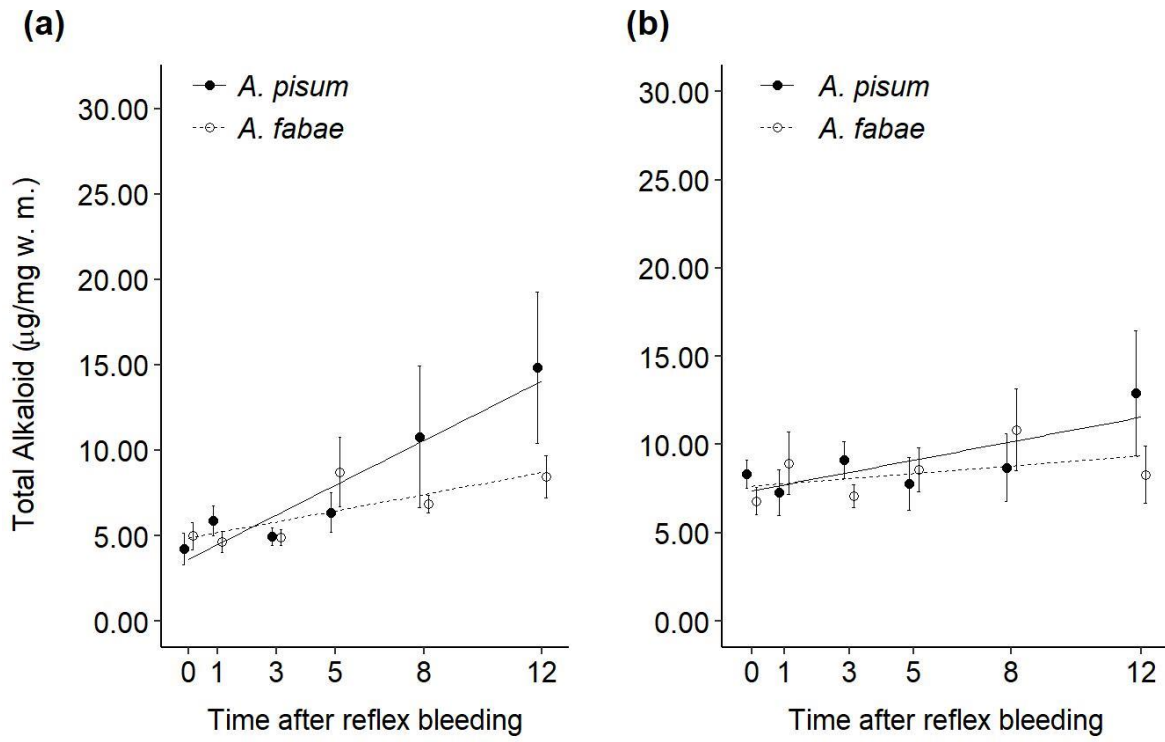 (a)
A. pisum
A. fabae
Total Alkaloid (μg/mg w. m.)
30.00
25.00
20.00
15.00
10.00
5.00
0.00
0 1 3 5 8 12
Time after reflex bleeding
(b)
A. pisum
A. fabae
30.00
25.00
20.00
15.00
10.00
5.00
0.00
0 1 3 5 8 12
Time after reflex bleeding